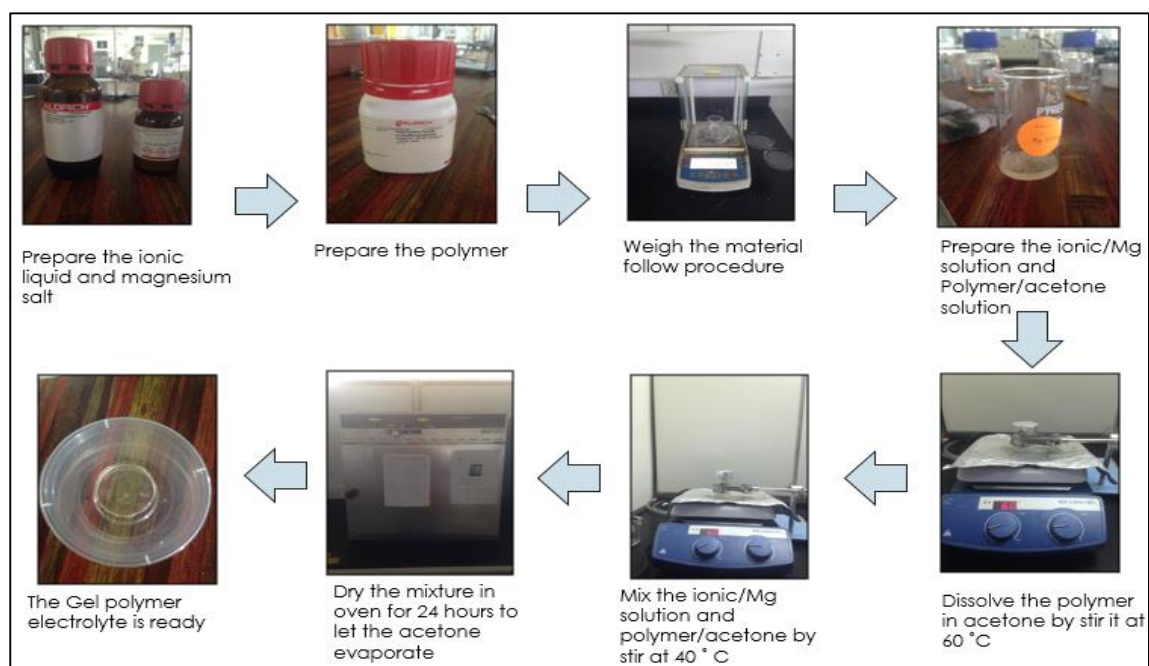 ALDRICH
ALDRICH
PYREX
Prepare the ionic
liquid and magnesium
salt
Prepare the polymer
Weigh the material
follow procedure
Prepare the ionic/Mg
solution and
Polymer/acetone
solution
The Gel polymer
electrolyte is ready
Dry the mixture in
oven for 24 hours to
let the acetone
evaporate
Mix the ionic/Mg
solution and
polymer/acetone by
stir at 40 ˚ C
Dissolve the polymer
in acetone by stir it at
60 ˚C